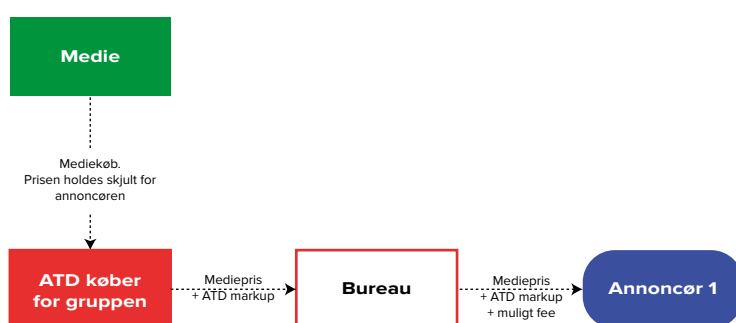 Medie
Mediekøb.
Prisen holdes skjult for
annoncøren
ATD køber
for gruppen
Mediepris
+ ATD markup
Bureau
Mediepris
+ ATD markup
+ muligt fee
Annoncør 1